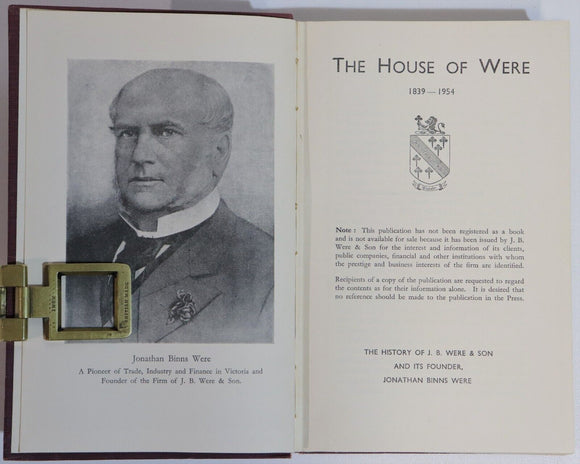 Jonathan Binns Were
A Pioneer of Trade, Industry and Finance in Victoria and
Founder of the Firm of J. B. Were & Son.
THE HOUSE OF WERE
1839—1954
Note : This publication has not been registered as a book
and is not available for sale because it has been issued by J. B.
Were & Son for the interest and information of its clients,
public companies, financial and other institutions with whom
the prestige and business interests of the firm are identified.
Recipients of a copy of the publication are requested to regard
the contents as for their information alone. It is desired that
no reference should be made to the publication in the Press.
THE HISTORY OF J. B. WERE & SON
AND ITS FOUNDER,
JONATHAN BINNS WERE